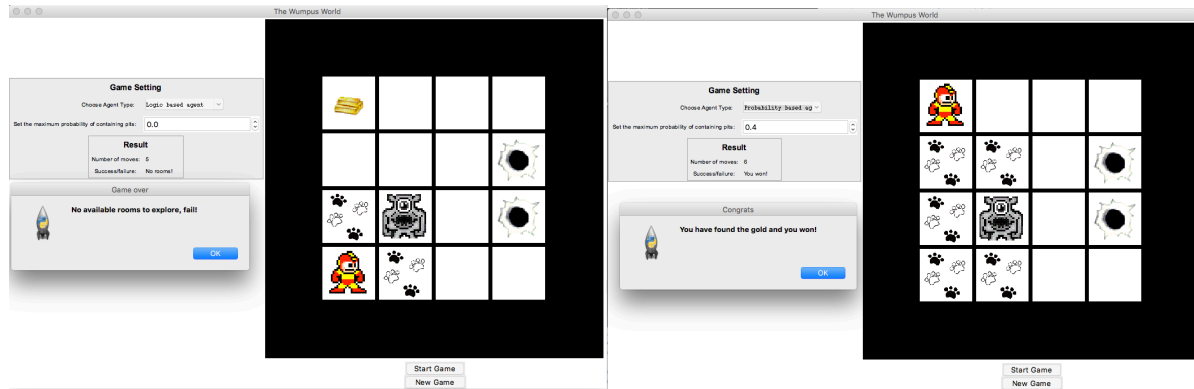 The Wumpus World
Game Setting
Choose Agent Type: Logic based agent
Set the maximum probability of containing pits: 0.0
Result
Number of moves: 5
Success/failure: No rooms!
Game over
No available rooms to explore, fail!
OK
Start Game
New Game
The Wumpus World
Game Setting
Choose Agent Type: Probability based ag
Set the maximum probability of containing pits: 0.4
Result
Number of moves: 6
Success/failure: You won!
Congrats
You have found the gold and you won!
OK
Start Game
New Game